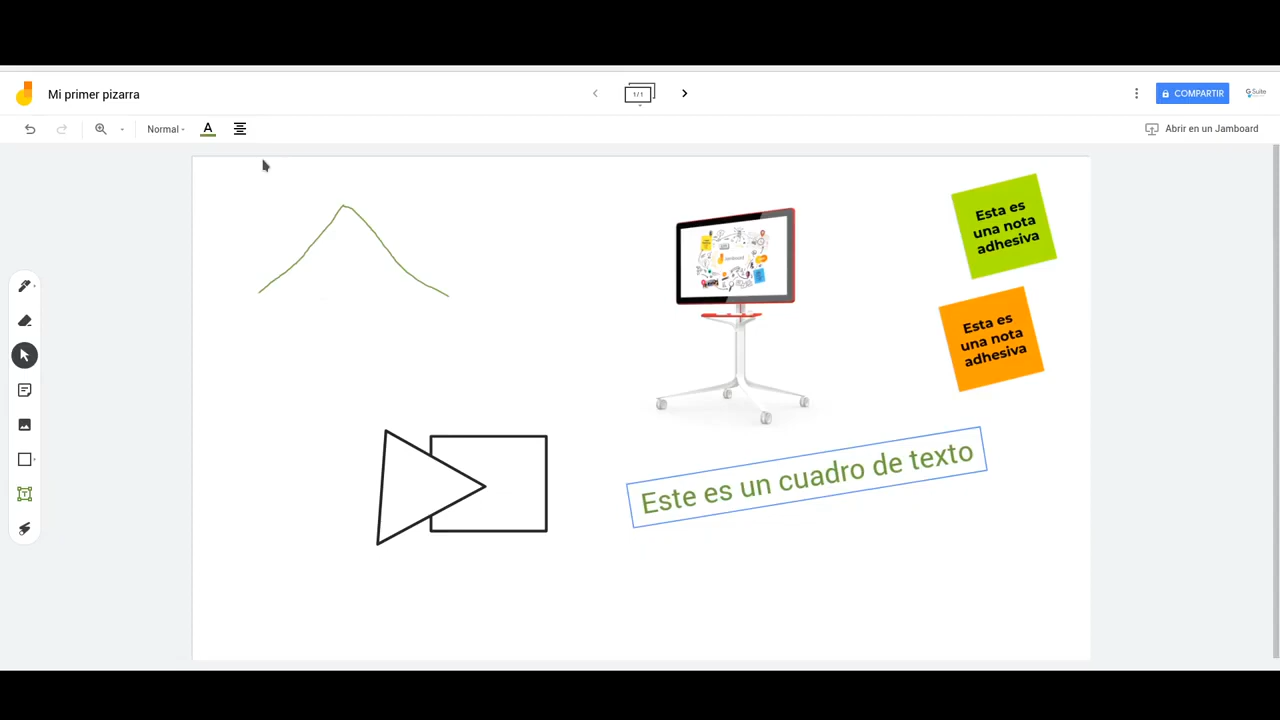 Mi primer pizarra
1/1
COMPARTIR
G Suite
Normal
A
Abrir en un Jamboard
Esta es
una nota
adhesiva
Esta es
una nota
adhesiva
Este es un cuadro de texto